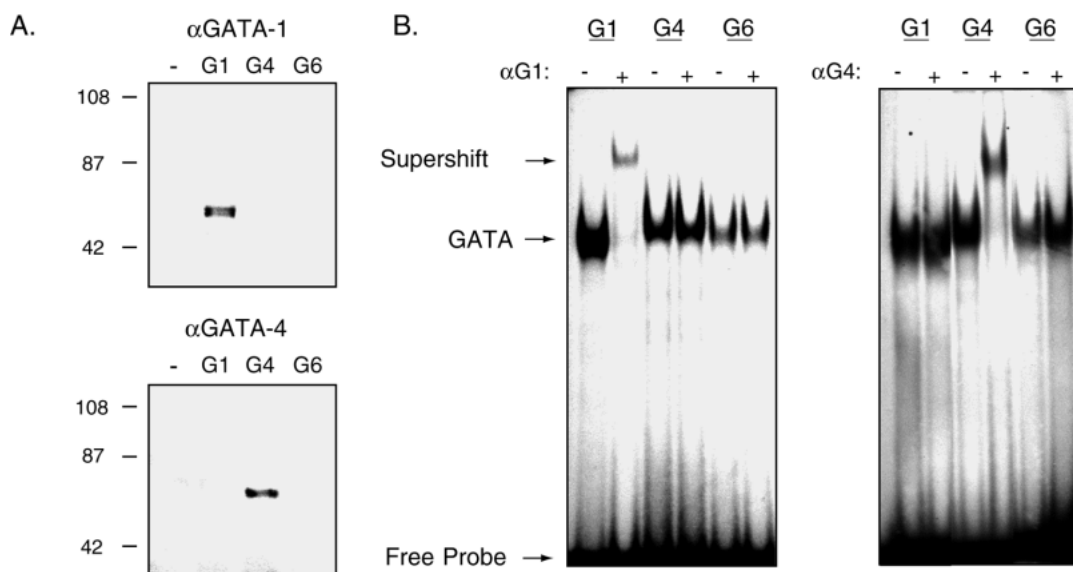 A.
αGATA-1
- G1 G4 G6
108
87
42
αGATA-4
- G1 G4 G6
108
87
42
B.
G1 G4 G6
αG1: - + - + - +
Supershift
GATA
Free Probe
G1 G4 G6
αG4: - + - + - +